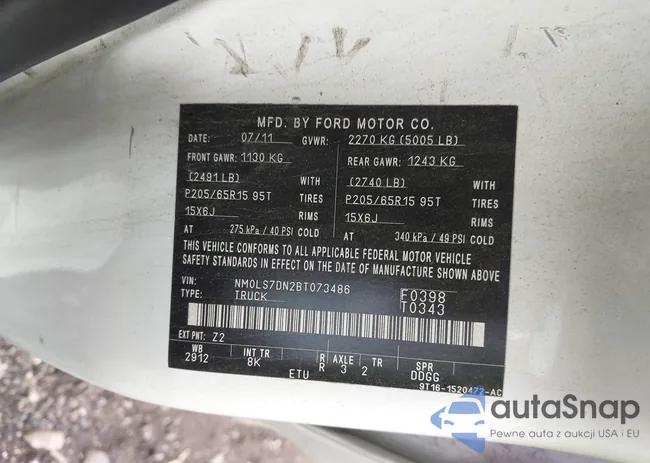 MFD. BY FORD MOTOR CO.
DATE: 07/11 GVWR: 2270 KG (5005 LB)
FRONT GAWR: 1130 KG REAR GAWR: 1243 KG
(2491 LB) WITH (2740 LB) WITH
P205/65R15 95T TIRES P205/65R15 95T TIRES
15X6J RIMS 15X6J RIMS
AT 275 kPa / 40 PSI COLD AT 340 kPa / 49 PSI COLD
THIS VEHICLE CONFORMS TO ALL APPLICABLE FEDERAL MOTOR VEHICLE
SAFETY STANDARDS IN EFFECT ON THE DATE OF MANUFACTURE SHOWN ABOVE.
VIN: NM0LS7DN2BT073486 F0398
TYPE: TRUCK T0343
EXT PNT: Z2
WB INT TR R AXLE TR SPR
2912 8K R 3 2 DDGG
ETU 9T16-1520472-AC
autaSnap
Pewne auta z aukcji USA i EU